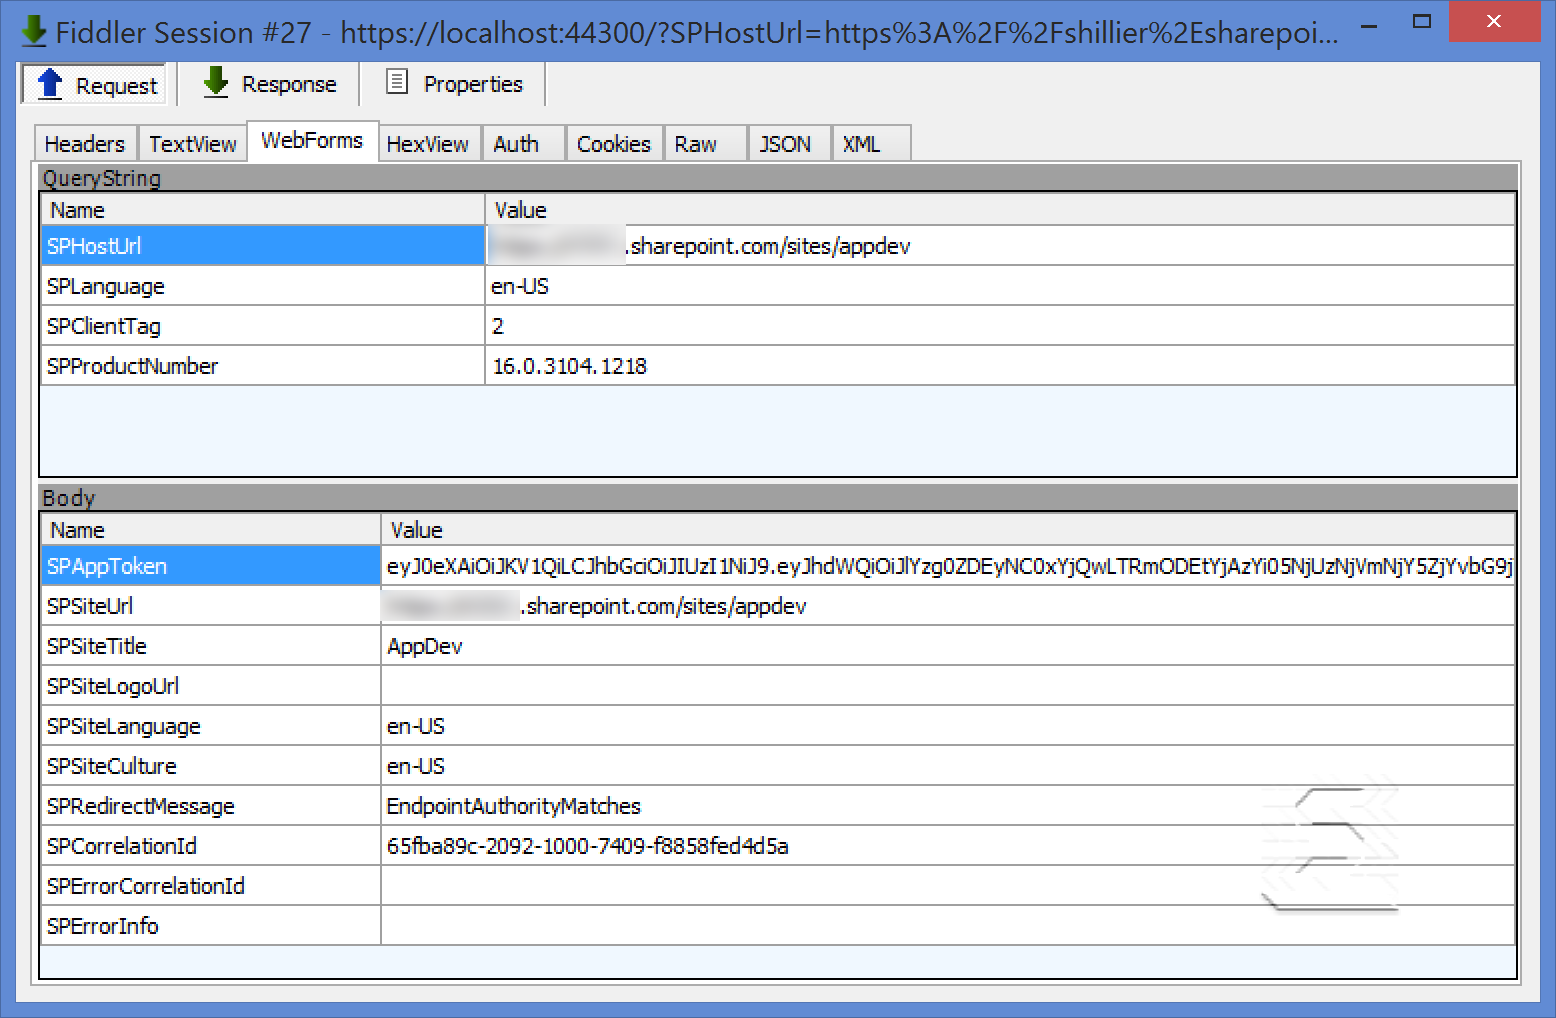 Fiddler Session #27 - https://localhost:44300/?SPHostUrl=https%3A%2F%2Fshillier%2Esharepoi...
Request Response Properties
Headers TextView WebForms HexView Auth Cookies Raw JSON XML
QueryString
Name Value
SPHostUrl .sharepoint.com/sites/appdev
SPLanguage en-US
SPClientTag 2
SPProductNumber 16.0.3104.1218
Body
Name Value
SPAppToken eyJ0eXAiOiJKV1QiLCJhbGciOiJIUzI1NiJ9.eyJhdWQiOiJlYzg0ZDEyNC0xYjQwLTRmODEtYjAzYi05NjUzNjVmNjY5ZjYvbG9j
SPSiteUrl .sharepoint.com/sites/appdev
SPSiteTitle AppDev
SPSiteLogoUrl
SPSiteLanguage en-US
SPSiteCulture en-US
SPRedirectMessage EndpointAuthorityMatches
SPCorrelationId 65fba89c-2092-1000-7409-f8858fed4d5a
SPErrorCorrelationId
SPErrorInfo